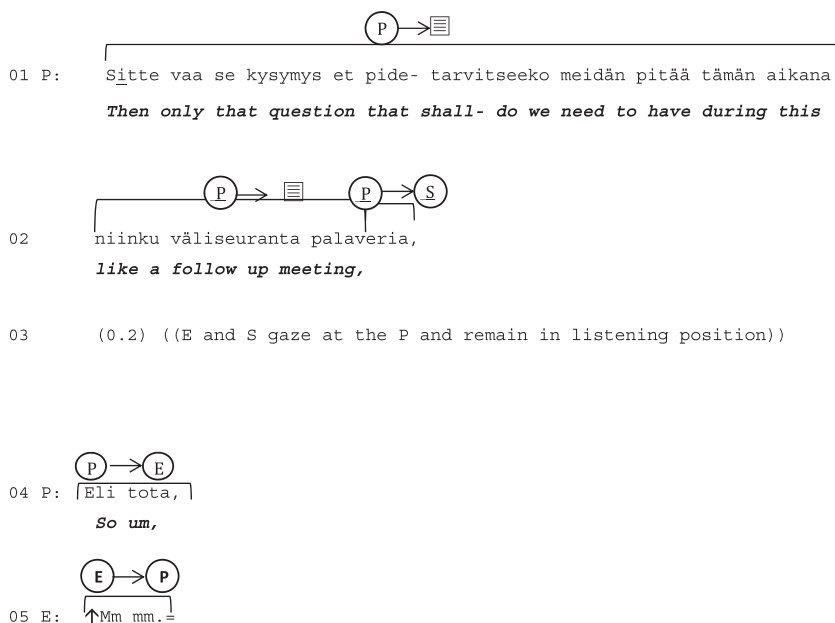 P
01 P: Sitte vaa se kysymys et pide- tarvitseeko meidän pitää tämän aikana
Then only that question that shall- do we need to have during this
P P S
02 niinku väliseuranta palaveria,
like a follow up meeting,
03 (0.2) ((E and S gaze at the P and remain in listening position))
P E
04 P: Eli tota,
So um,
E P
05 E: ↑Mm mm.=